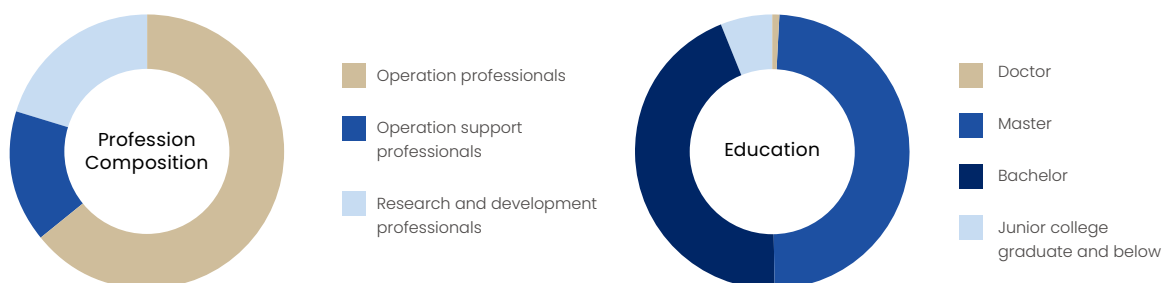 Profession
Composition
Operation professionals
Operation support
professionals
Research and development
professionals
Education
Doctor
Master
Bachelor
Junior college
graduate and below